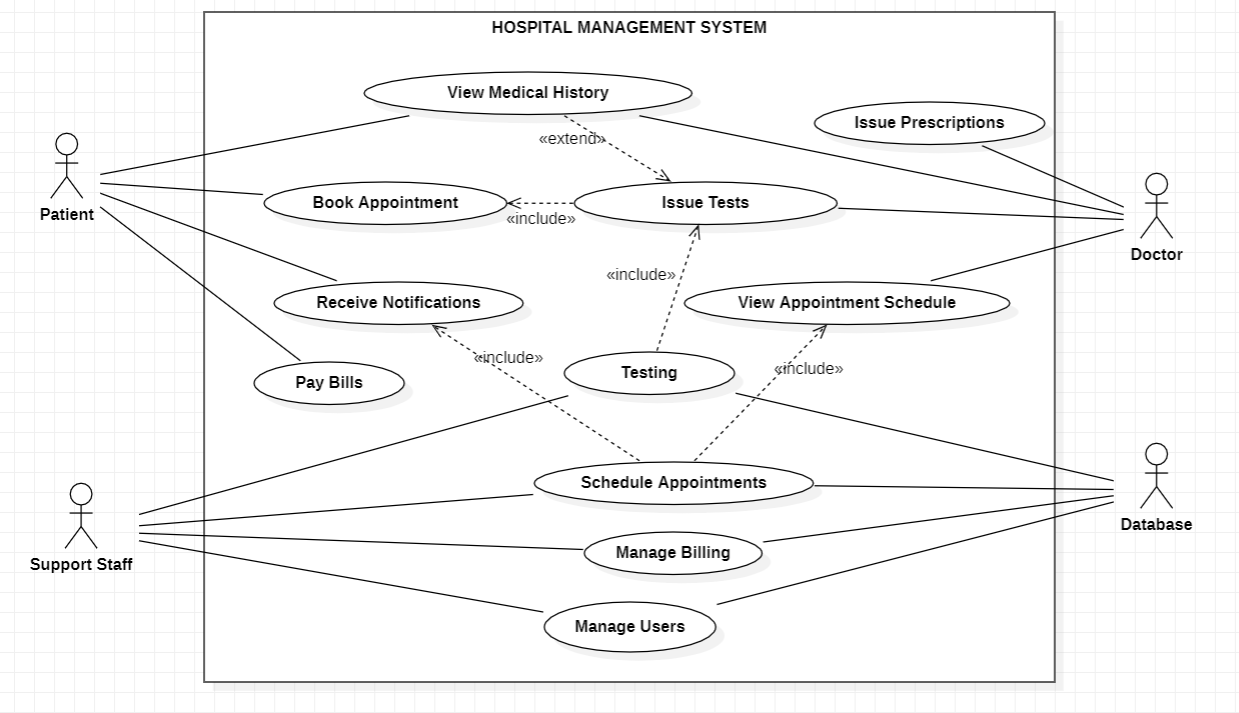 HOSPITAL MANAGEMENT SYSTEM
View Medical History
Issue Prescriptions
«extend»
Patient
Book Appointment
Issue Tests
«include»
Doctor
«include»
Receive Notifications
View Appointment Schedule
«include»
«include»
Testing
Pay Bills
Schedule Appointments
Database
Support Staff
Manage Billing
Manage Users